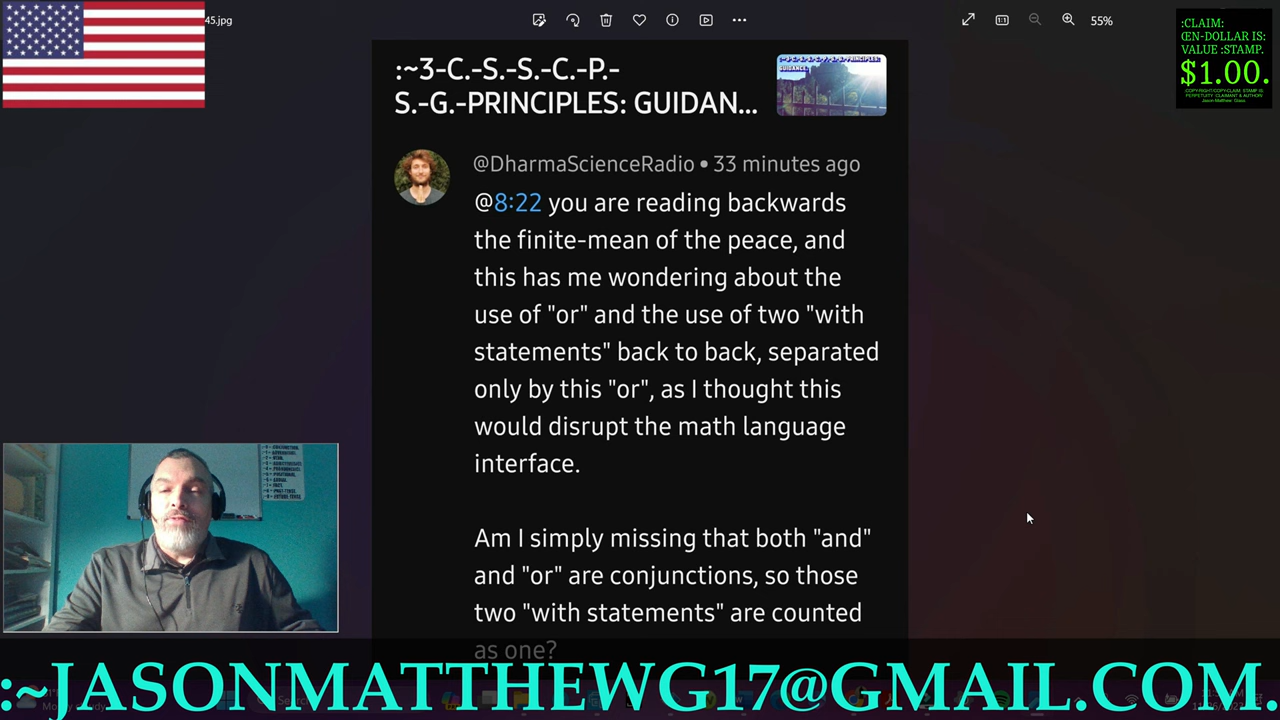 45.jpg
55%
:CLAIM:
ŒN-DOLLAR IS:
VALUE :STAMP.
$1.00.
:~3-C.-S.-S.-C.-P.-
S.-G.-PRINCIPLES: GUIDAN...
@DharmaScienceRadio • 33 minutes ago
@8:22 you are reading backwards
the finite-mean of the peace, and
this has me wondering about the
use of "or" and the use of two "with
statements" back to back, separated
only by this "or", as I thought this
would disrupt the math language
interface.
Am I simply missing that both "and"
and "or" are conjunctions, so those
two "with statements" are counted
as one?
:~JASONMATTHEWG17@GMAIL.COM.